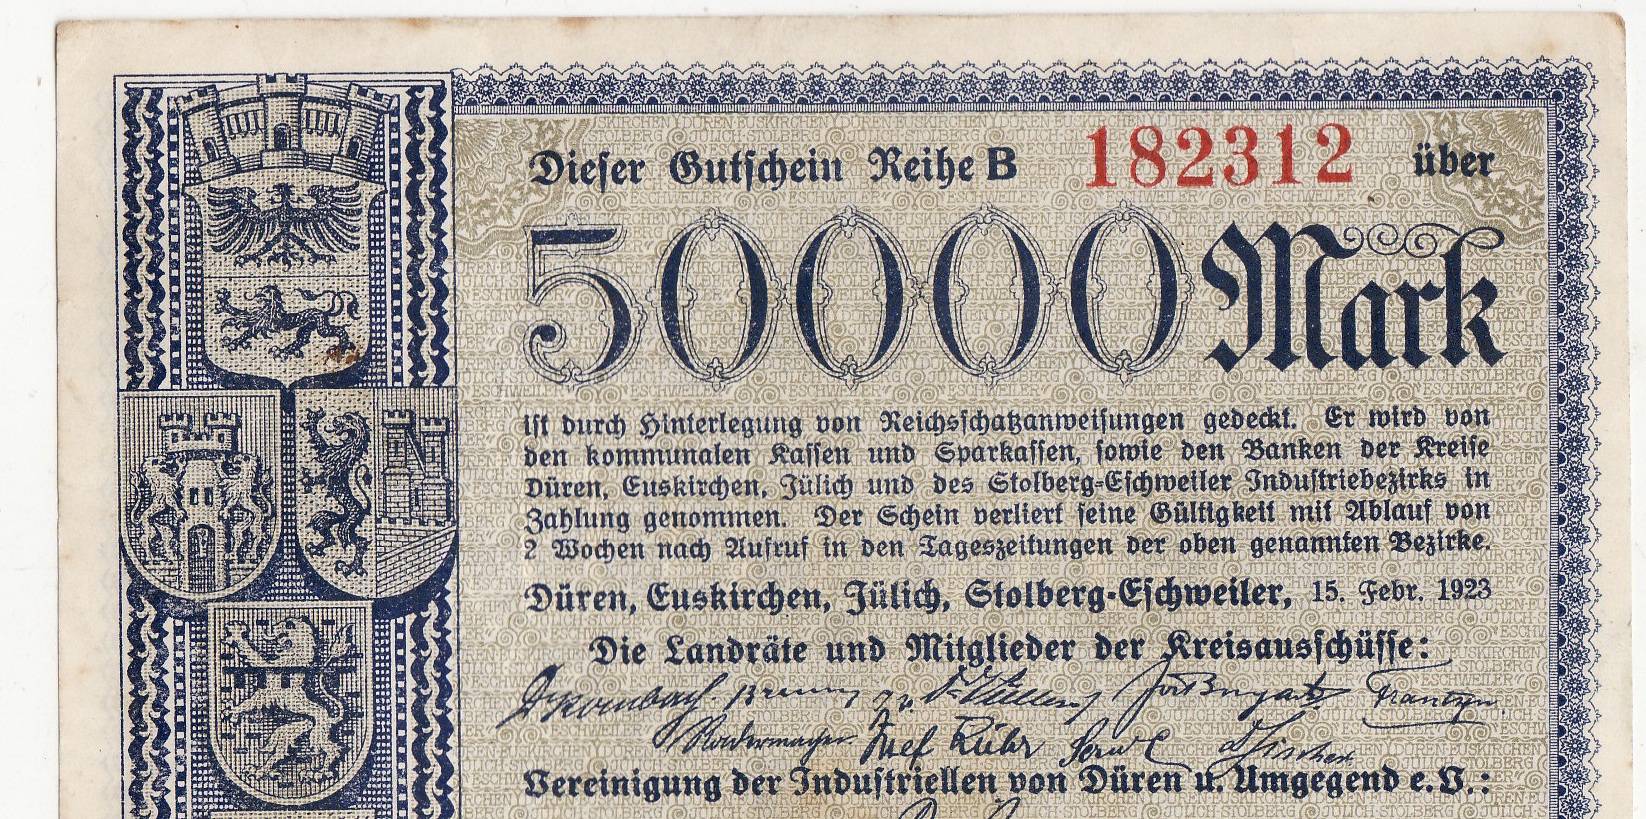 Dieser Gutschein Reihe B 182312 über
50000 Mark
ist durch Hinterlegung von Reichsschatzanweisungen gedeckt. Er wird von
den kommunalen Kassen und Sparkassen, sowie den Banken der Kreise
Düren, Euskirchen, Jülich und des Stolberg-Eschweiler Industriebezirks in
Zahlung genommen. Der Schein verliert seine Gültigkeit mit Ablauf von
2 Wochen nach Aufruf in den Tageszeitungen der oben genannten Bezirke.
Düren, Euskirchen, Jülich, Stolberg-Eschweiler, 15. Febr. 1923
Die Landräte und Mitglieder der Kreisausschüsse:
Vereinigung der Industriellen von Düren u. Umgegend e. V.: